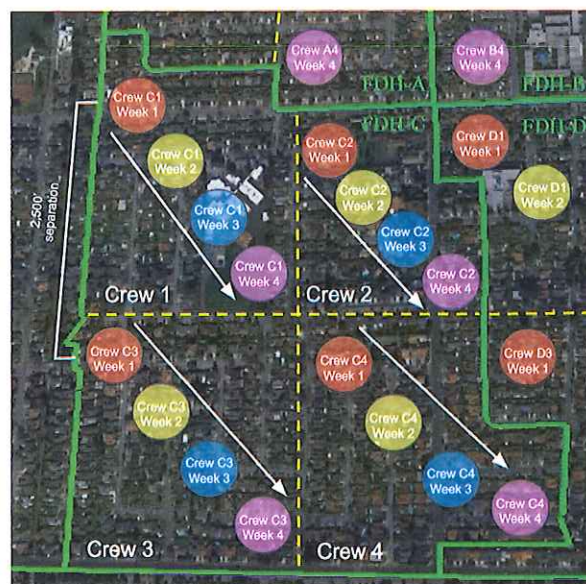 Crew A4
Week 4
Crew B4
Week 4
FDH-A
FDH-B
Crew C1
Week 1
FDH-C
FDH-D
Crew C2
Week 1
Crew D1
Week 1
Crew C1
Week 2
Crew C2
Week 2
Crew D1
Week 2
2,500'
separation
Crew C1
Week 3
Crew C2
Week 3
Crew C1
Week 4
Crew C2
Week 4
Crew 1
Crew 2
Crew C3
Week 1
Crew C4
Week 1
Crew D3
Week 1
Crew C3
Week 2
Crew C4
Week 2
Crew C3
Week 3
Crew C4
Week 3
Crew C3
Week 4
Crew C4
Week 4
Crew 3
Crew 4